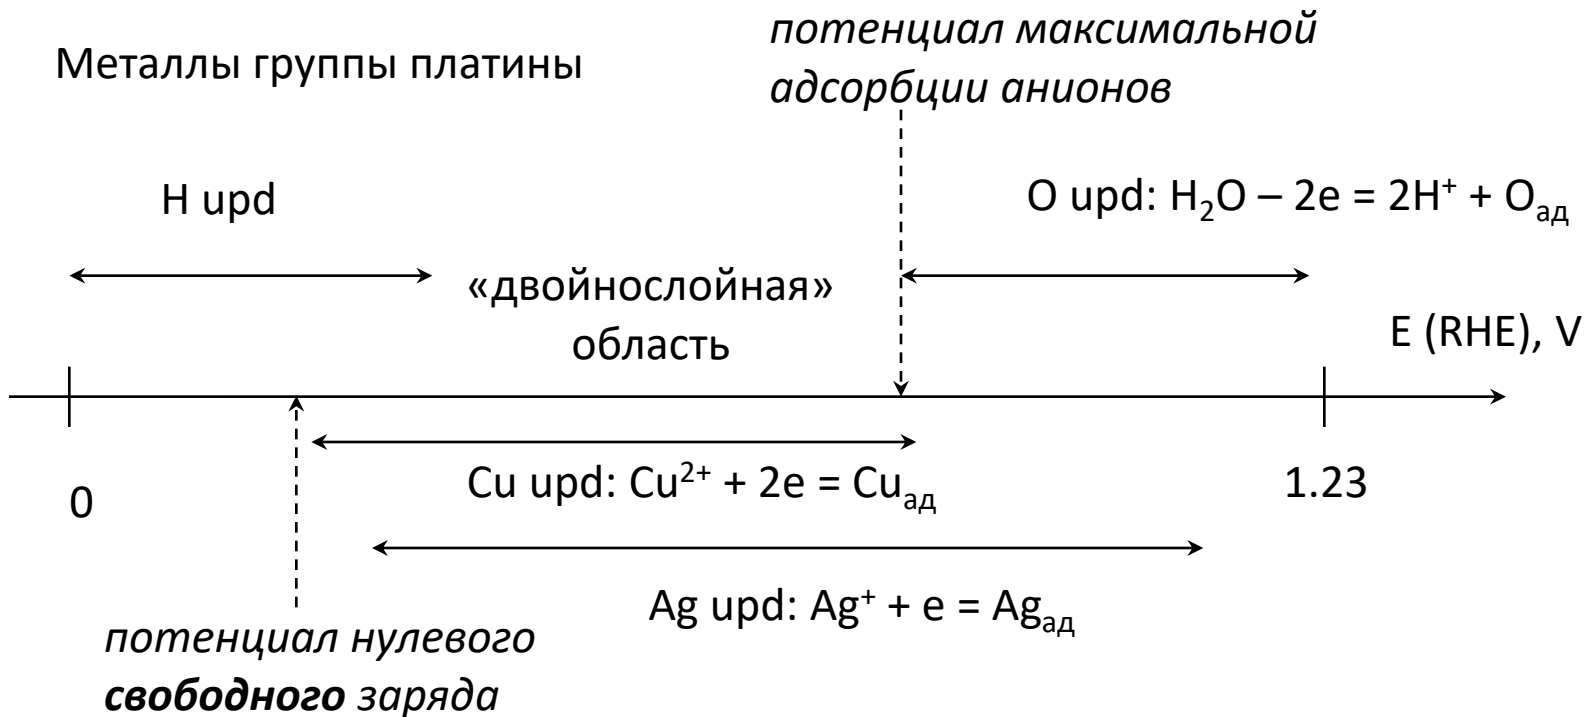 потенциал максимальной
адсорбции анионов
Металлы группы платины
H upd
O upd: H₂O – 2e = 2H⁺ + Oад
«двойнослойная»
область
E (RHE), V
0
Cu upd: Cu²⁺ + 2e = Cuад
1.23
Ag upd: Ag⁺ + e = Agад
потенциал нулевого
свободного заряда